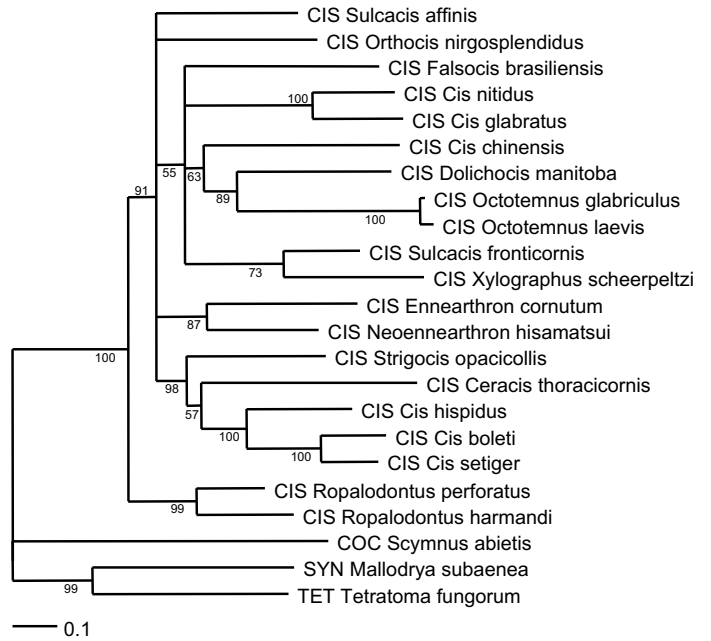 CIS Sulcacis affinis
CIS Orthocis nirgosplendidus
CIS Falsocis brasiliensis
100 CIS Cis nitidus
CIS Cis glabratus
CIS Cis chinensis
55 63 CIS Dolichocis manitoba
91 89 CIS Octotemnus glabriculus
100 CIS Octotemnus laevis
CIS Sulcacis fronticornis
73 CIS Xylographus scheerpeltzi
CIS Ennearthron cornutum
87 CIS Neoennearthron hisamatsui
100 CIS Strigocis opacicollis
98 CIS Ceracis thoracicornis
57 CIS Cis hispidus
100 CIS Cis boleti
100 CIS Cis setiger
CIS Ropalodontus perforatus
99 CIS Ropalodontus harmandi
COC Scymnus abietis
SYN Mallodrya subaenea
99 TET Tetratoma fungorum
0.1